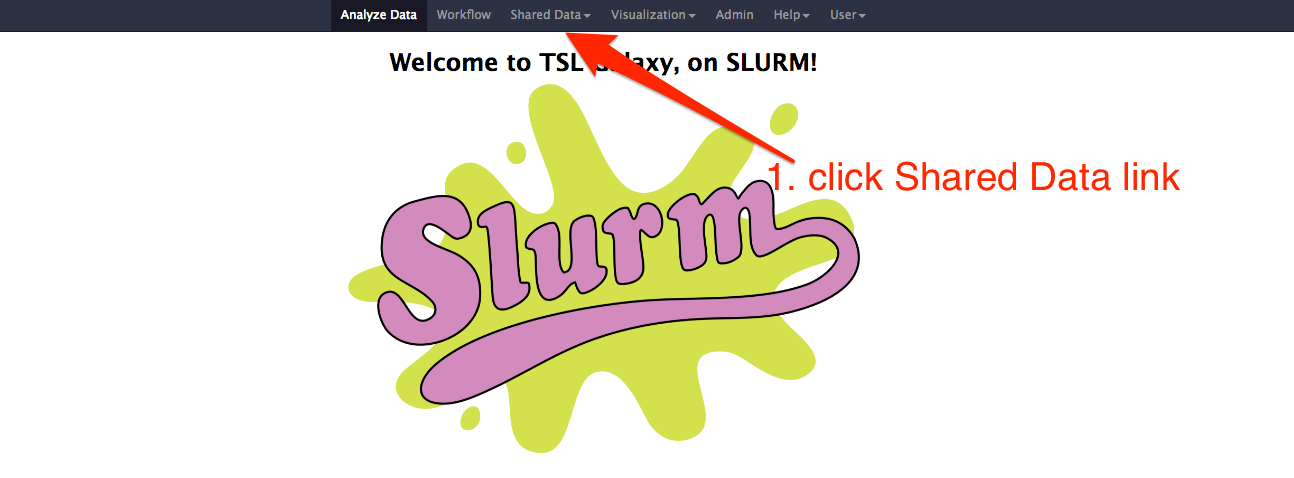 Analyze Data Workflow Shared Data Visualization Admin Help User
Welcome to TSL Galaxy, on SLURM!
1. click Shared Data link
Slurm